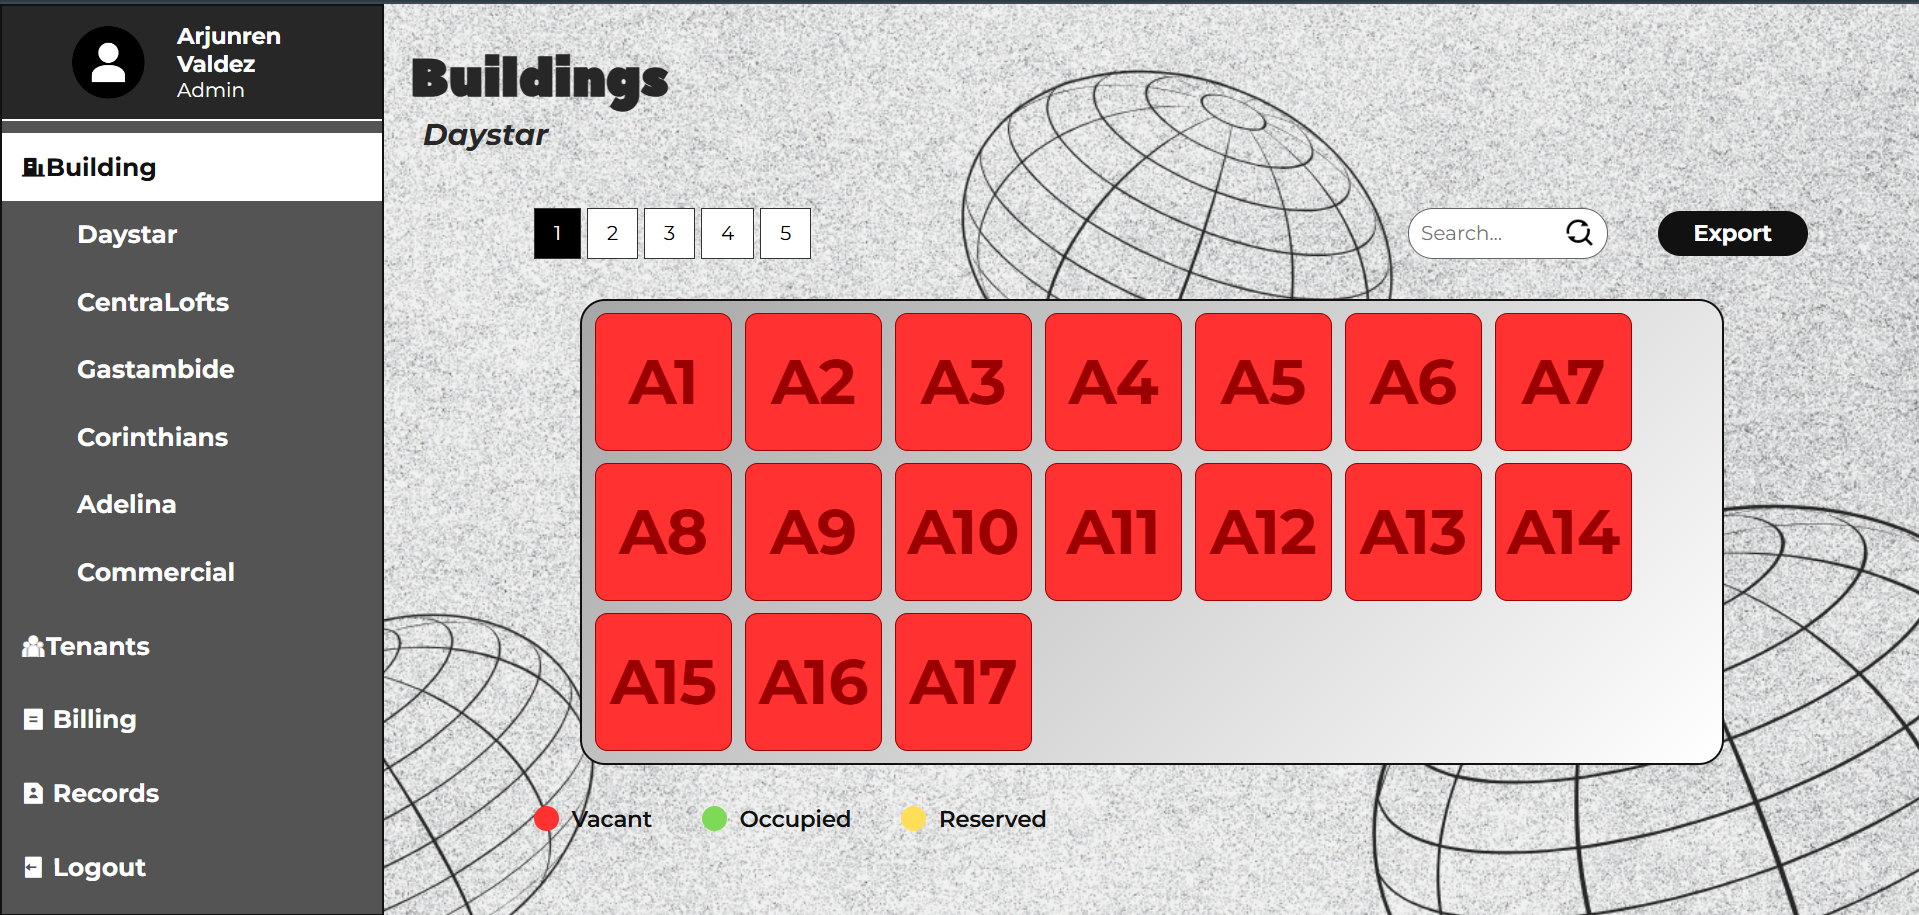 Arjunren
Valdez
Admin
Building
Daystar
CentraLofts
Gastambide
Corinthians
Adelina
Commercial
Tenants
Billing
Records
Logout
Buildings
Daystar
1 2 3 4 5
Search...
Export
A1 A2 A3 A4 A5 A6 A7
A8 A9 A10 A11 A12 A13 A14
A15 A16 A17
Vacant Occupied Reserved